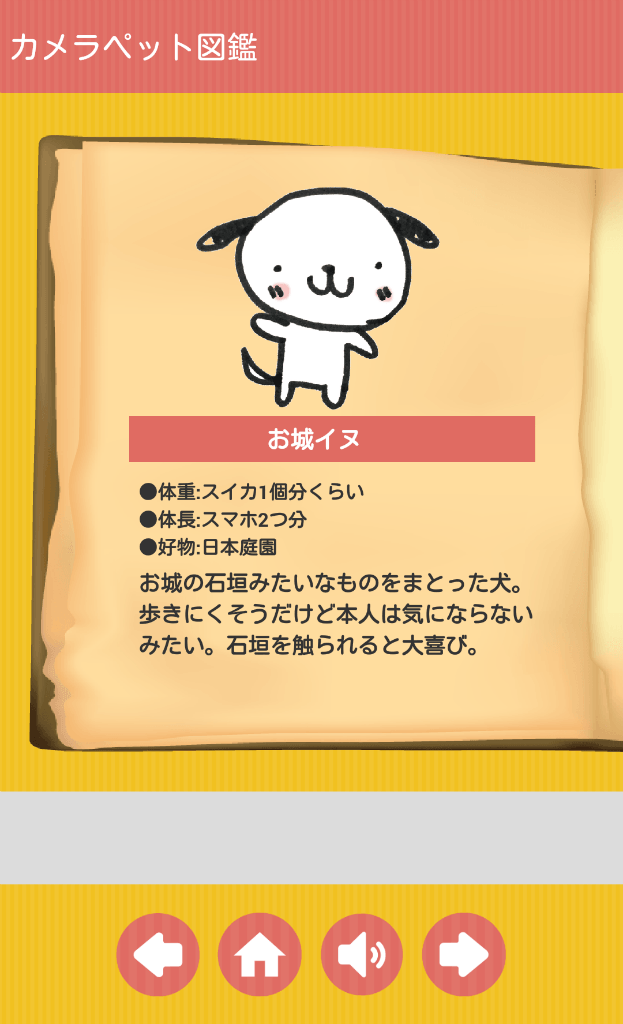 カメラペット図鑑
お城イヌ
●体重:スイカ1個分くらい
●体長:スマホ2つ分
●好物:日本庭園
お城の石垣みたいなものをまとった犬。
歩きにくそうだけど本人は気にならない
みたい。石垣を触られると大喜び。